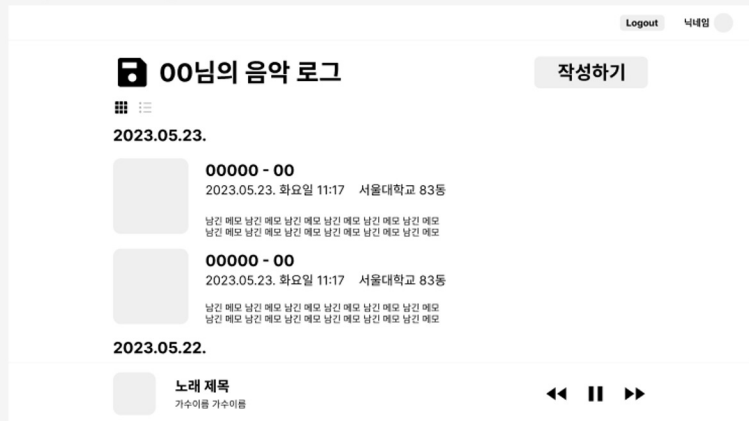 Logout 닉네임
00님의 음악 로그
작성하기
2023.05.23.
00000 - 00
2023.05.23. 화요일 11:17 서울대학교 83동
남긴 메모 남긴 메모 남긴 메모 남긴 메모 남긴 메모 남긴 메모
남긴 메모 남긴 메모 남긴 메모 남긴 메모 남긴 메모 남긴 메모
00000 - 00
2023.05.23. 화요일 11:17 서울대학교 83동
남긴 메모 남긴 메모 남긴 메모 남긴 메모 남긴 메모 남긴 메모
남긴 메모 남긴 메모 남긴 메모 남긴 메모 남긴 메모 남긴 메모
2023.05.22.
노래 제목
가수이름 가수이름